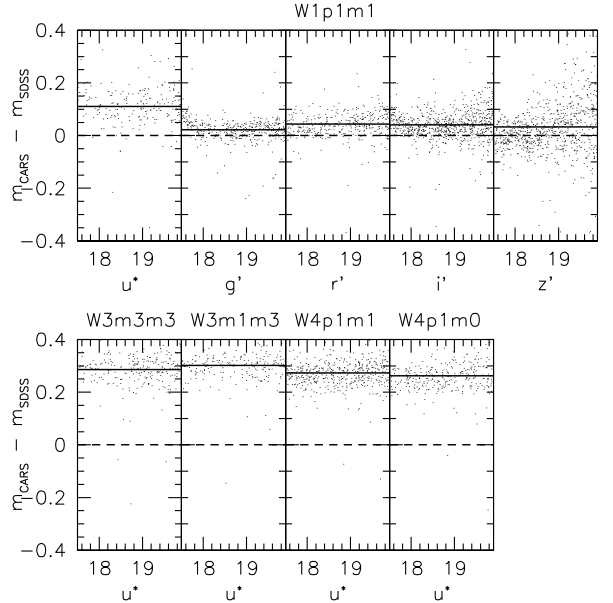 W1p1m1
0.4
0.2
0
−0.2
−0.4
m_CARS − m_SDSS
18 19 18 19 18 19 18 19 18 19
u* g' r' i' z'
W3m3m3 W3m1m3 W4p1m1 W4p1m0
0.4
0.2
0
−0.2
−0.4
m_CARS − m_SDSS
18 19 18 19 18 19 18 19
u* u* u* u*